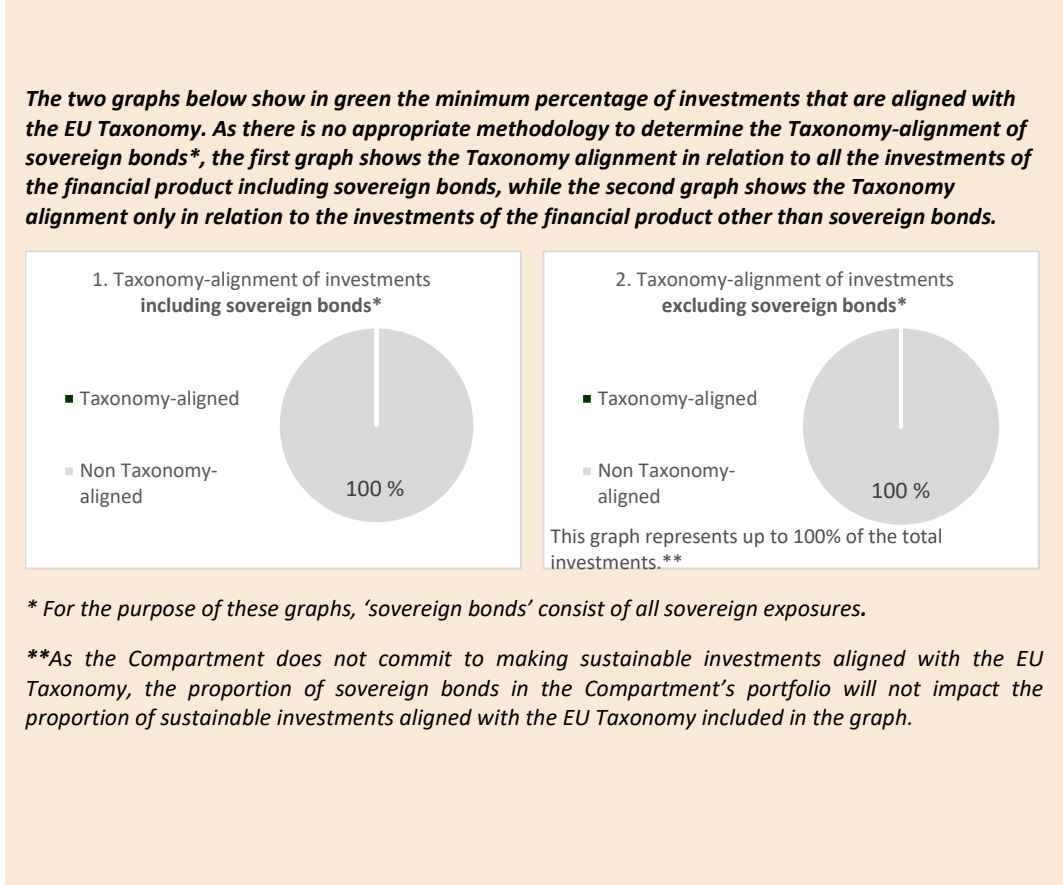 The two graphs below show in green the minimum percentage of investments that are aligned with
the EU Taxonomy. As there is no appropriate methodology to determine the Taxonomy-alignment of
sovereign bonds*, the first graph shows the Taxonomy alignment in relation to all the investments of
the financial product including sovereign bonds, while the second graph shows the Taxonomy
alignment only in relation to the investments of the financial product other than sovereign bonds.
1. Taxonomy-alignment of investments
including sovereign bonds*
Taxonomy-aligned
Non Taxonomy-
aligned
100 %
2. Taxonomy-alignment of investments
excluding sovereign bonds*
Taxonomy-aligned
Non Taxonomy-
aligned
100 %
This graph represents up to 100% of the total
investments.**
* For the purpose of these graphs, ‘sovereign bonds’ consist of all sovereign exposures.
**As the Compartment does not commit to making sustainable investments aligned with the EU
Taxonomy, the proportion of sovereign bonds in the Compartment’s portfolio will not impact the
proportion of sustainable investments aligned with the EU Taxonomy included in the graph.